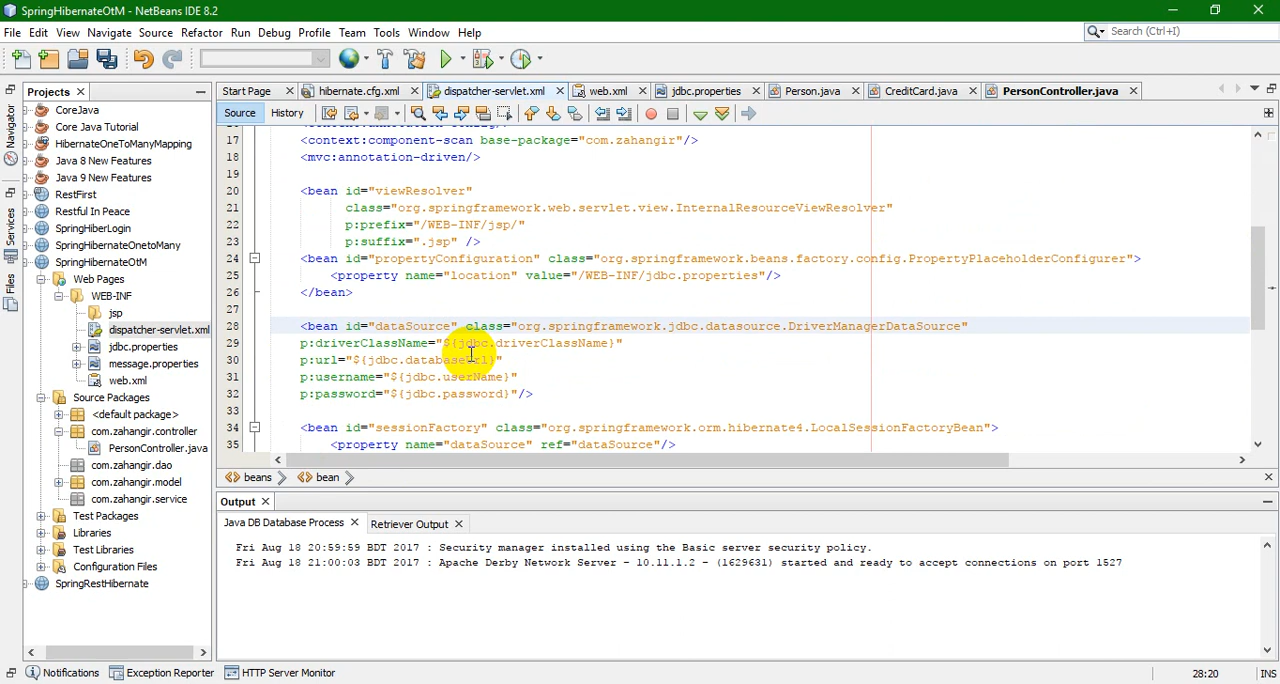 SpringHibernateOtM - NetBeans IDE 8.2
File Edit View Navigate Source Refactor Run Debug Profile Team Tools Window Help
Search (Ctrl+I)
Projects
Start Page hibernate.cfg.xml dispatcher-servlet.xml web.xml jdbc.properties Person.java CreditCard.java PersonController.java
Source History
Navigator
Services
Files
CoreJava
Core Java Tutorial
HibernateOneToManyMapping
Java 8 New Features
Java 9 New Features
RestFirst
Restful In Peace
SpringHiberLogin
SpringHibernateOnetoMany
SpringHibernateOtM
Web Pages
WEB-INF
jsp
dispatcher-servlet.xml
jdbc.properties
message.properties
web.xml
Source Packages
<default package>
com.zahangir.controller
PersonController.java
com.zahangir.dao
com.zahangir.model
com.zahangir.service
Test Packages
Libraries
Test Libraries
Configuration Files
SpringRestHibernate
17 <context:component-scan base-package="com.zahangir"/>
18 <mvc:annotation-driven/>
19
20 <bean id="viewResolver"
21 class="org.springframework.web.servlet.view.InternalResourceViewResolver"
22 p:prefix="/WEB-INF/jsp/"
23 p:suffix=".jsp" />
24 <bean id="propertyConfiguration" class="org.springframework.beans.factory.config.PropertyPlaceholderConfigurer">
25 <property name="location" value="/WEB-INF/jdbc.properties"/>
26 </bean>
27
28 <bean id="dataSource" class="org.springframework.jdbc.datasource.DriverManagerDataSource"
29 p:driverClassName="${jdbc.driverClassName}"
30 p:url="${jdbc.databaseUrl}"
31 p:username="${jdbc.userName}"
32 p:password="${jdbc.password}"/>
33
34 <bean id="sessionFactory" class="org.springframework.orm.hibernate4.LocalSessionFactoryBean">
35 <property name="dataSource" ref="dataSource"/>
beans bean
Output
Java DB Database Process Retriever Output
Fri Aug 18 20:59:59 BDT 2017 : Security manager installed using the Basic server security policy.
Fri Aug 18 21:00:03 BDT 2017 : Apache Derby Network Server - 10.11.1.2 - (1629631) started and ready to accept connections on port 1527
Notifications Exception Reporter HTTP Server Monitor
28:20 INS